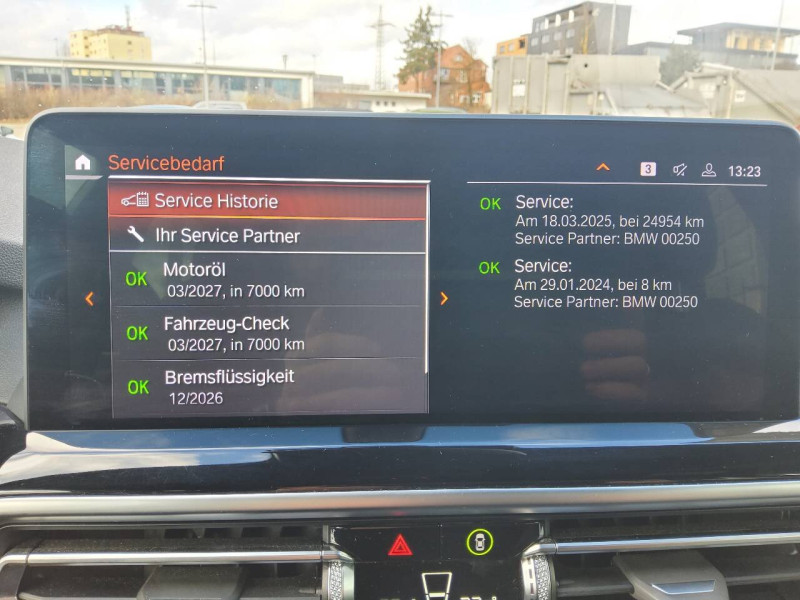 Servicebedarf
3
13:23
Service Historie
Ihr Service Partner
OK Motoröl
03/2027, in 7000 km
OK Fahrzeug-Check
03/2027, in 7000 km
OK Bremsflüssigkeit
12/2026
OK Service:
Am 18.03.2025, bei 24954 km
Service Partner: BMW 00250
OK Service:
Am 29.01.2024, bei 8 km
Service Partner: BMW 00250